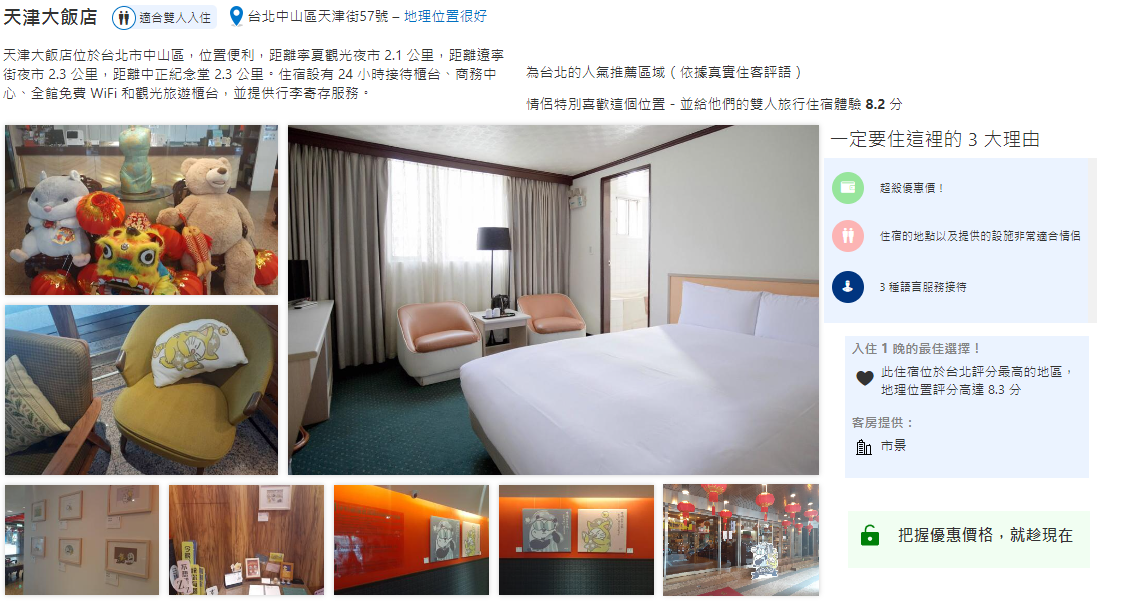 天津大飯店
適合雙人入住
台北中山區天津街57號 – 地理位置很好
天津大飯店位於台北市中山區，位置便利，距離寧夏觀光夜市 2.1 公里，距離遼寧
街夜市 2.3 公里，距離中正紀念堂 2.3 公里。住宿設有 24 小時接待櫃台、商務中
心、全館免費 WiFi 和觀光旅遊櫃台，並提供行李寄存服務。
為台北的人氣推薦區域（依據真實住客評語）
情侶特別喜歡這個位置 - 並給他們的雙人旅行住宿體驗 8.2 分
一定要住這裡的 3 大理由
超級優惠價！
住宿的地點以及提供的設施非常適合情侶
3 種語言服務接待
入住 1 晚的最佳選擇！
此住宿位於台北評分最高的地區，
地理位置評分高達 8.3 分
客房提供：
市景
把握優惠價格，就趁現在